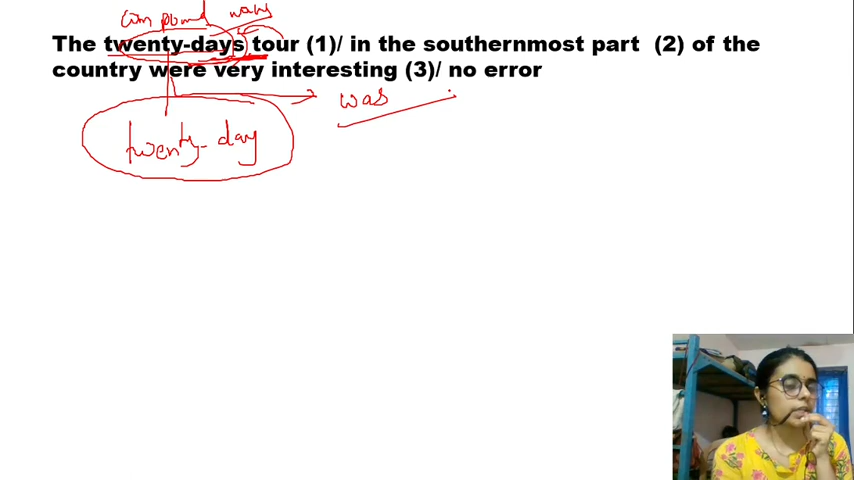 compound nouns
The twenty-days tour (1)/ in the southernmost part (2) of the
country were very interesting (3)/ no error
was
twenty-day